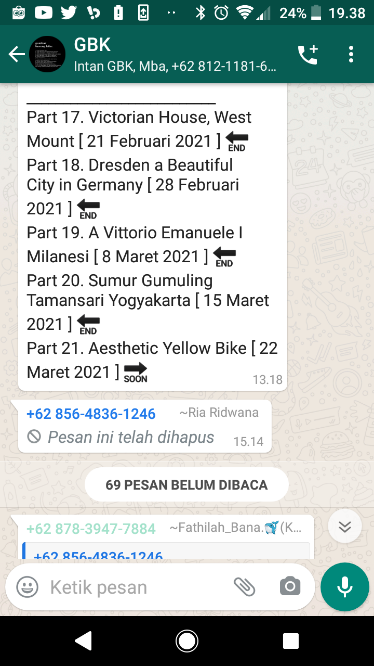 24% 19.38
GBK
Intan GBK, Mba, +62 812-1181-6...
Part 17. Victorian House, West
Mount [ 21 Februari 2021 ] END
Part 18. Dresden a Beautiful
City in Germany [ 28 Februari
2021 ] END
Part 19. A Vittorio Emanuele I
Milanesi [ 8 Maret 2021 ] END
Part 20. Sumur Gumuling
Tamansari Yogyakarta [ 15 Maret
2021 ] END
Part 21. Aesthetic Yellow Bike [ 22
Maret 2021 ] SOON
13.18
+62 856-4836-1246 ~Ria Ridwana
Pesan ini telah dihapus 15.14
69 PESAN BELUM DIBACA
+62 878-3947-7884 ~Fathilah_Bana. (K...
+62 856-4836-1246
Ketik pesan